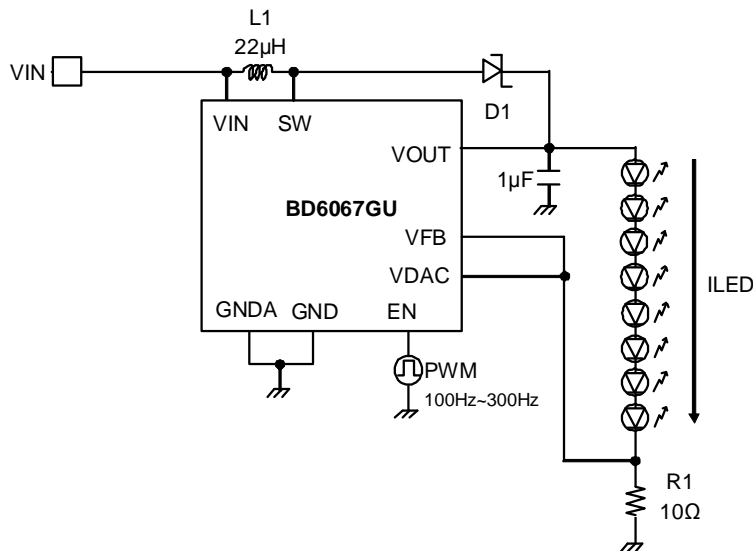 L1
22µH
VIN
D1
VIN
SW
VOUT
1µF
BD6067GU
VFB
VDAC
ILED
GNDA
GND
EN
PWM
100Hz~300Hz
R1
10Ω